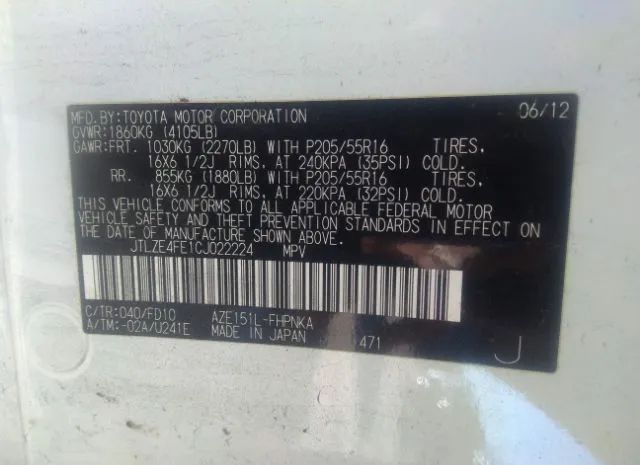 MFD.BY:TOYOTA MOTOR CORPORATION 06/12
GVWR:1860KG (4105LB)
GAWR:FRT. 1030KG (2270LB) WITH P205/55R16 TIRES,
16X6 1/2J RIMS, AT 240KPA (35PSI) COLD.
RR. 855KG (1880LB) WITH P205/55R16 TIRES,
16X6 1/2J RIMS, AT 220KPA (32PSI) COLD.
THIS VEHICLE CONFORMS TO ALL APPLICABLE FEDERAL MOTOR
VEHICLE SAFETY AND THEFT PREVENTION STANDARDS IN EFFECT ON
THE DATE OF MANUFACTURE SHOWN ABOVE.
JTLZE4FE1CJ022224 MPV
C/TR:040/FD10 AZE151L-FHPNKA
A/TM:-02A/U241E MADE IN JAPAN 471 J